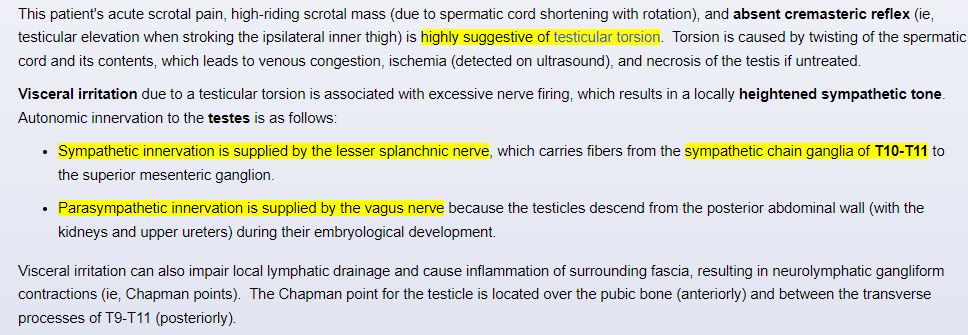 This patient's acute scrotal pain, high-riding scrotal mass (due to spermatic cord shortening with rotation), and absent cremasteric reflex (ie,
testicular elevation when stroking the ipsilateral inner thigh) is highly suggestive of testicular torsion. Torsion is caused by twisting of the spermatic
cord and its contents, which leads to venous congestion, ischemia (detected on ultrasound), and necrosis of the testis if untreated.
Visceral irritation due to a testicular torsion is associated with excessive nerve firing, which results in a locally heightened sympathetic tone.
Autonomic innervation to the testes is as follows:
• Sympathetic innervation is supplied by the lesser splanchnic nerve, which carries fibers from the sympathetic chain ganglia of T10-T11 to
the superior mesenteric ganglion.
• Parasympathetic innervation is supplied by the vagus nerve because the testicles descend from the posterior abdominal wall (with the
kidneys and upper ureters) during their embryological development.
Visceral irritation can also impair local lymphatic drainage and cause inflammation of surrounding fascia, resulting in neurolymphatic gangliform
contractions (ie, Chapman points). The Chapman point for the testicle is located over the pubic bone (anteriorly) and between the transverse
processes of T9-T11 (posteriorly).